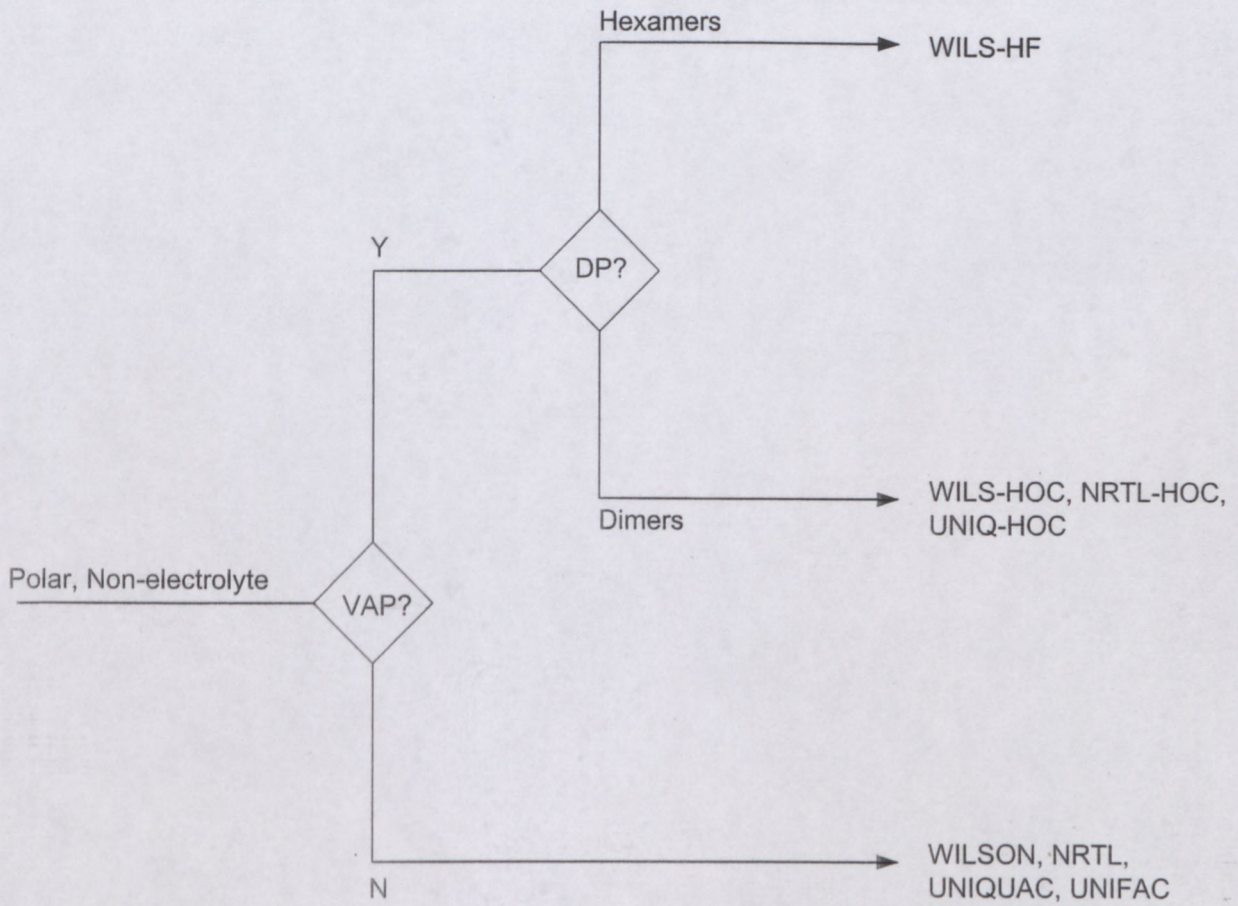 Hexamers
WILS-HF
Y
DP?
WILS-HOC, NRTL-HOC,
UNIQ-HOC
Dimers
Polar, Non-electrolyte
VAP?
WILSON, NRTL,
UNIQUAC, UNIFAC
N